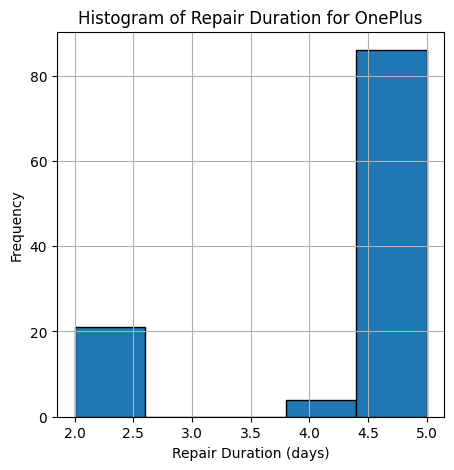 Histogram of Repair Duration for OnePlus
Frequency
80
60
40
20
0
2.0 2.5 3.0 3.5 4.0 4.5 5.0
Repair Duration (days)